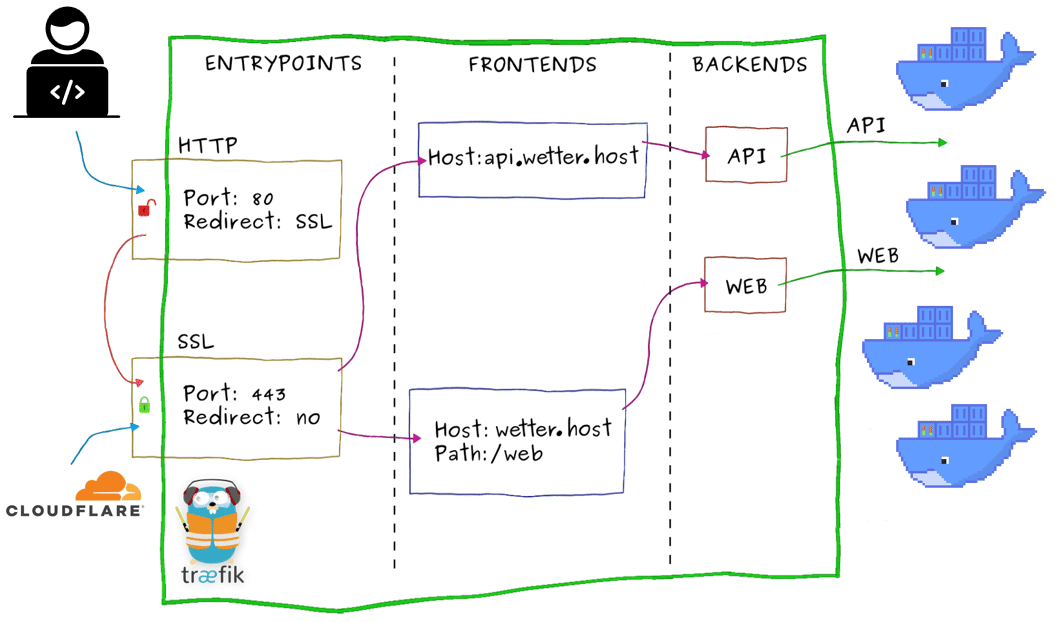 </>
ENTRYPOINTS
FRONTENDS
BACKENDS
HTTP
Port: 80
Redirect: SSL
SSL
Port: 443
Redirect: no
Host:api.wetter.host
Host: wetter.host
Path:/web
API
WEB
API
WEB
CLOUDFLARE
træfik